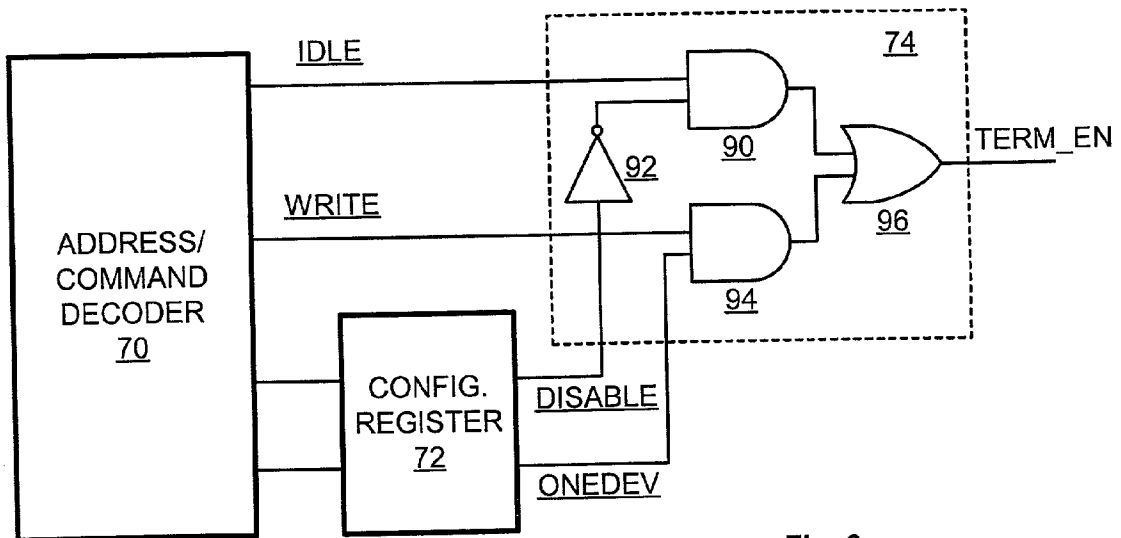 IDLE
74
90
92
TERM_EN
WRITE
96
ADDRESS/
COMMAND
DECODER
70
94
CONFIG.
REGISTER
72
DISABLE
ONEDEV